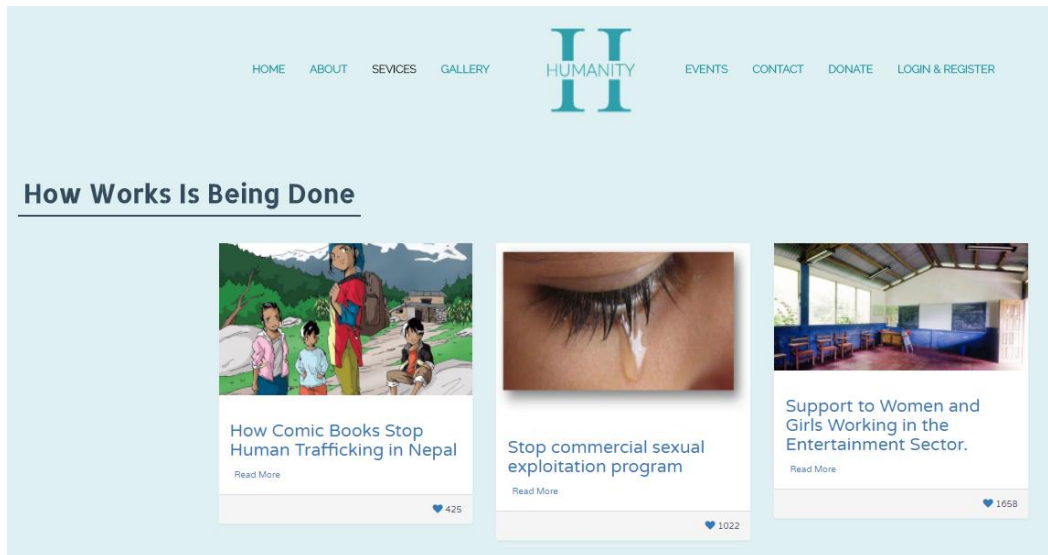 HOME ABOUT SEVICES GALLERY HUMANITY EVENTS CONTACT DONATE LOGIN & REGISTER
How Works Is Being Done
How Comic Books Stop
Human Trafficking in Nepal
Read More
425
Stop commercial sexual
exploitation program
Read More
1022
Support to Women and
Girls Working in the
Entertainment Sector.
Read More
1658